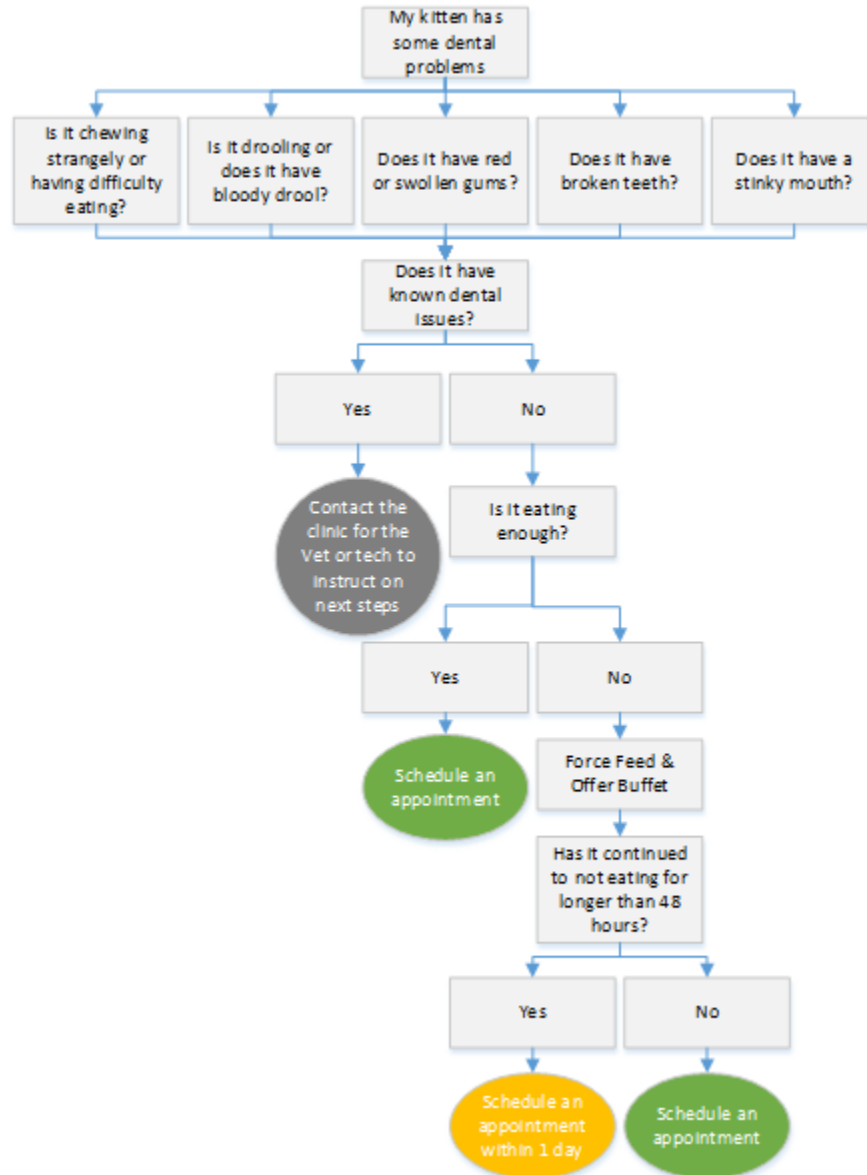 My kitten has
some dental
problems
Is it chewing
strangely or
having difficulty
eating?
Is it drooling or
does it have
bloody drool?
Does it have red
or swollen gums?
Does it have
broken teeth?
Does it have a
stinky mouth?
Does it have
known dental
issues?
Yes
No
Contact the
clinic for the
Vet or tech to
instruct on
next steps
Is it eating
enough?
Yes
No
Schedule an
appointment
Force Feed &
Offer Buffet
Has it continued
to not eating for
longer than 48
hours?
Yes
No
Schedule an
appointment
within 1 day
Schedule an
appointment